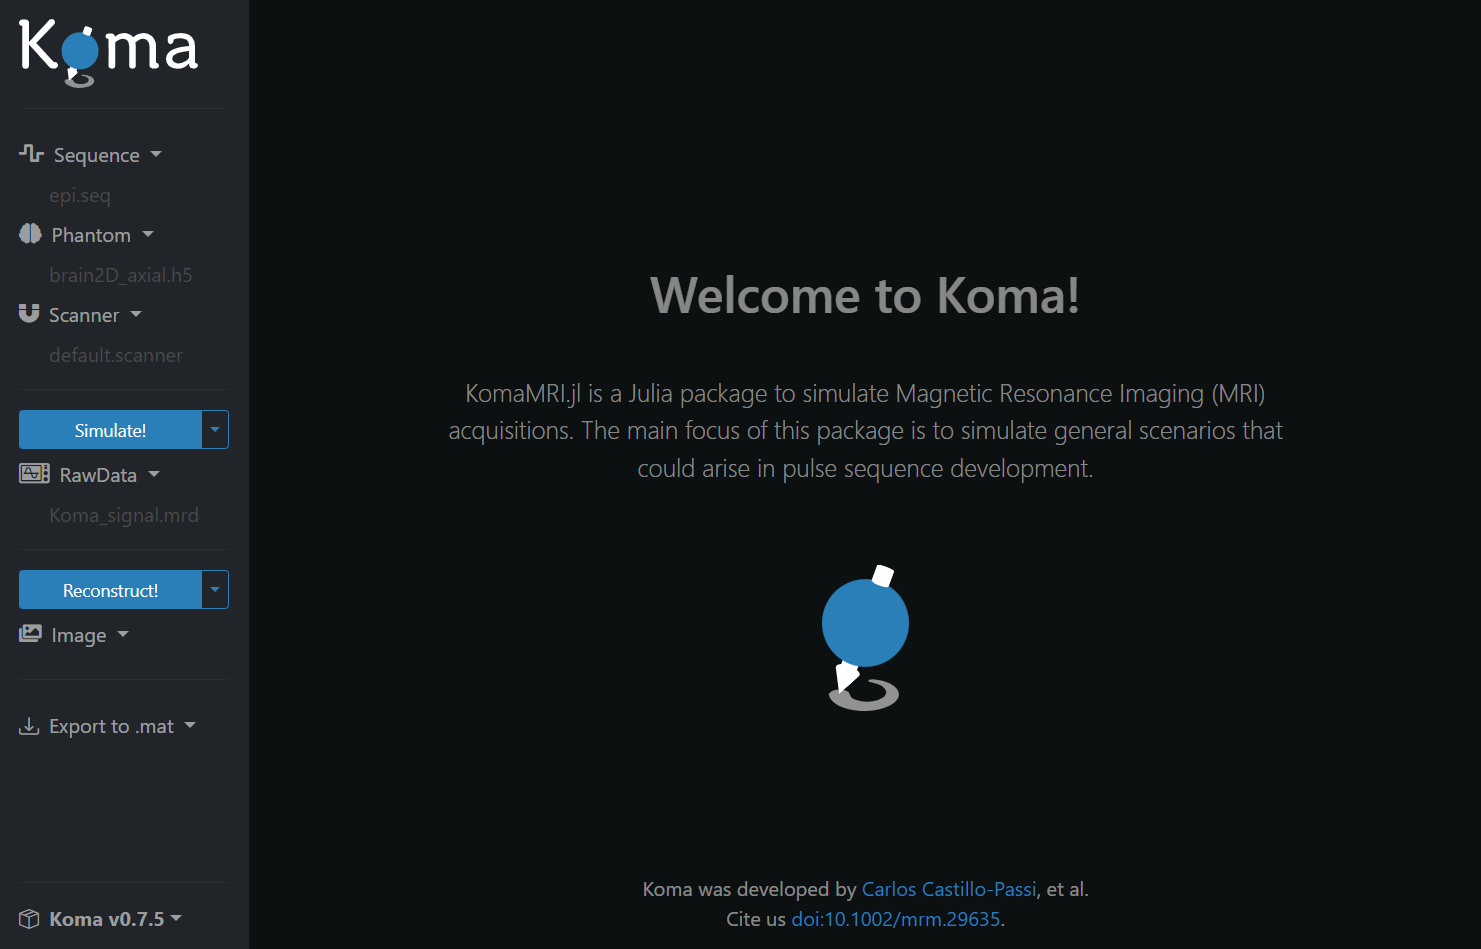 Koma
Sequence
epi.seq
Phantom
brain2D_axial.h5
Scanner
default.scanner
Simulate!
RawData
Koma_signal.mrd
Reconstruct!
Image
Export to .mat
Koma v0.7.5
Welcome to Koma!
KomaMRI.jl is a Julia package to simulate Magnetic Resonance Imaging (MRI)
acquisitions. The main focus of this package is to simulate general scenarios that
could arise in pulse sequence development.
Koma was developed by Carlos Castillo-Passi, et al.
Cite us doi:10.1002/mrm.29635.